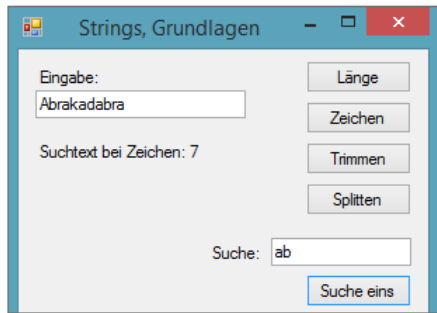 Strings, Grundlagen
Eingabe:
Abrakadabra
Suchtext bei Zeichen: 7
Länge
Zeichen
Trimmen
Splitten
Suche: ab
Suche eins